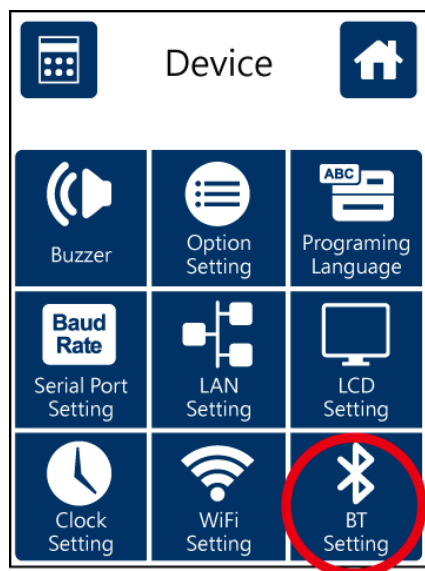 Device
Buzzer
Option
Setting
ABC
Programing
Language
Baud
Rate
Serial Port
Setting
LAN
Setting
LCD
Setting
Clock
Setting
WiFi
Setting
BT
Setting